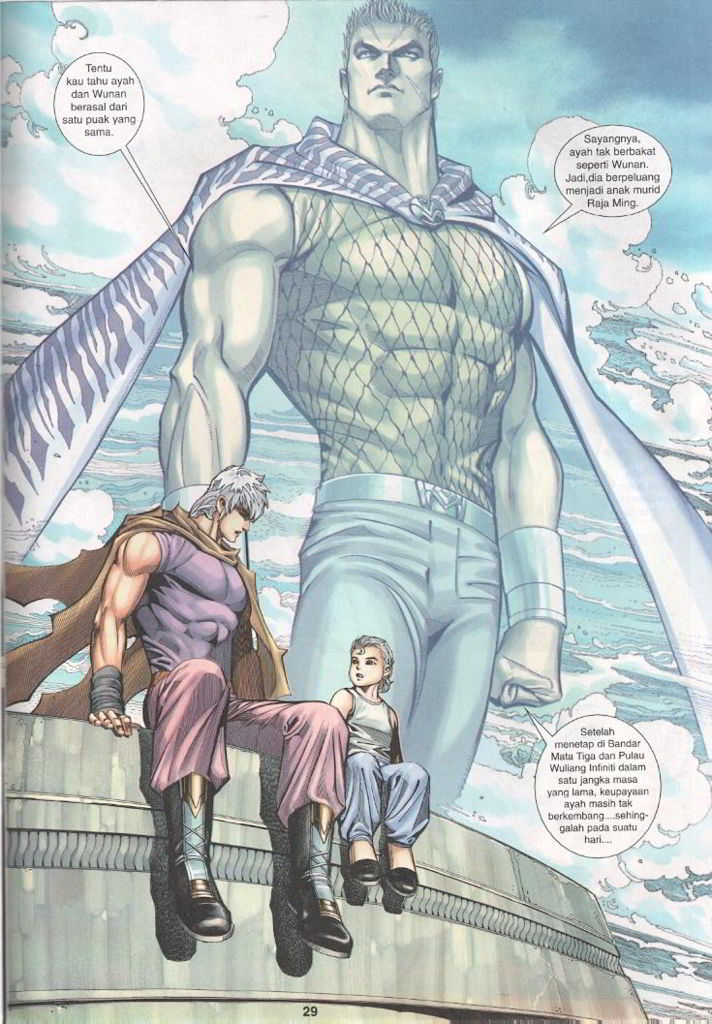 Tentu
kau tahu ayah
dan Wunan
berasal dari
satu puak yang
sama.
Sayangnya,
ayah tak berbakat
seperti Wunan.
Jadi,dia berpeluang
menjadi anak murid
Raja Ming.
Setelah
menetap di Bandar
Mata Tiga dan Pulau
Wuliang Infiniti dalam
satu jangka masa
yang lama, keupayaan
ayah masih tak
berkembang....sehing-
galah pada suatu
hari....
29